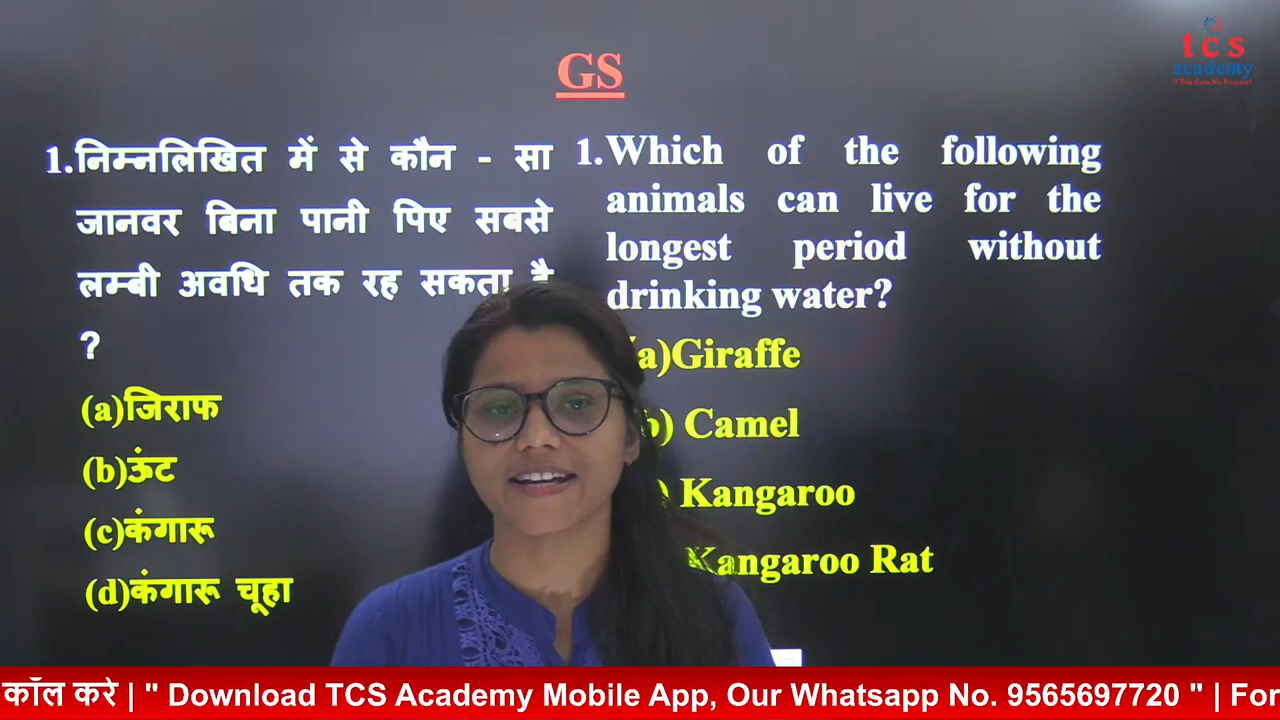 GS
tcs
academy
1.निम्नलिखित में से कौन - सा
जानवर बिना पानी पिए सबसे
लम्बी अवधि तक रह सकता है
?
(a)जिराफ
(b)ऊंट
(c)कंगारू
(d)कंगारू चूहा
1.Which of the following
animals can live for the
longest period without
drinking water?
(a)Giraffe
b) Camel
) Kangaroo
Kangaroo Rat
कॉल करे | " Download TCS Academy Mobile App, Our Whatsapp No. 9565697720 " | For